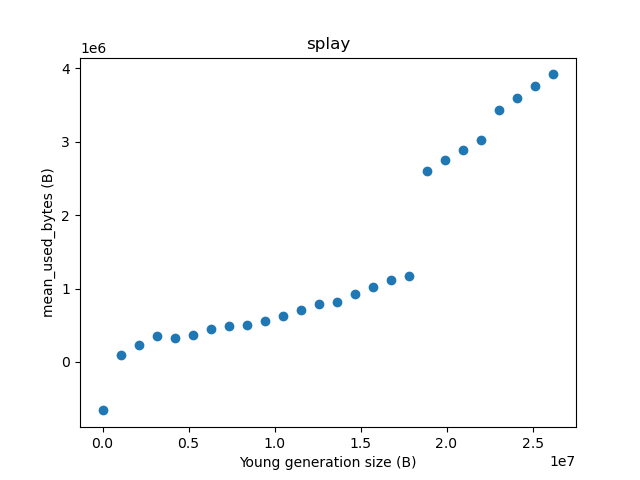 splay
1e6
4
3
2
1
0
mean_used_bytes (B)
0.0 0.5 1.0 1.5 2.0 2.5
1e7
Young generation size (B)